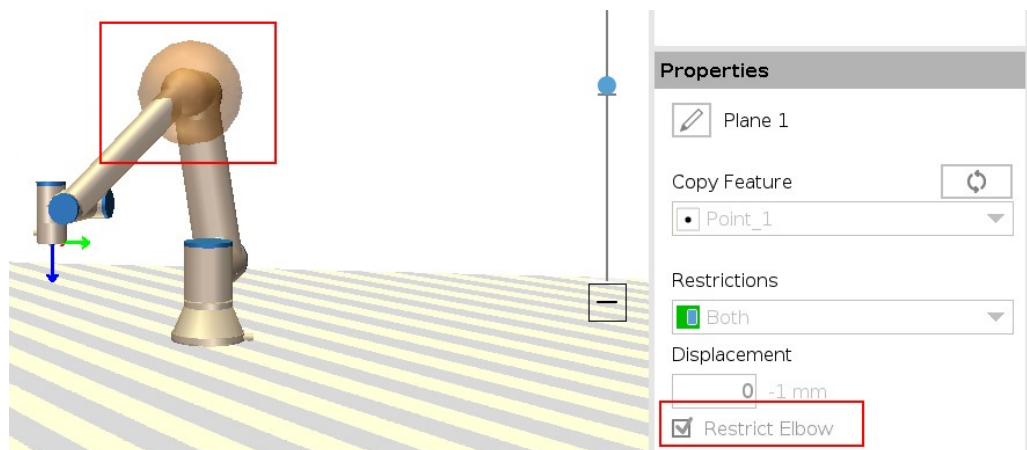 Properties
Plane 1
Copy Feature
Point_1
Restrictions
Both
Displacement
0 -1 mm
Restrict Elbow